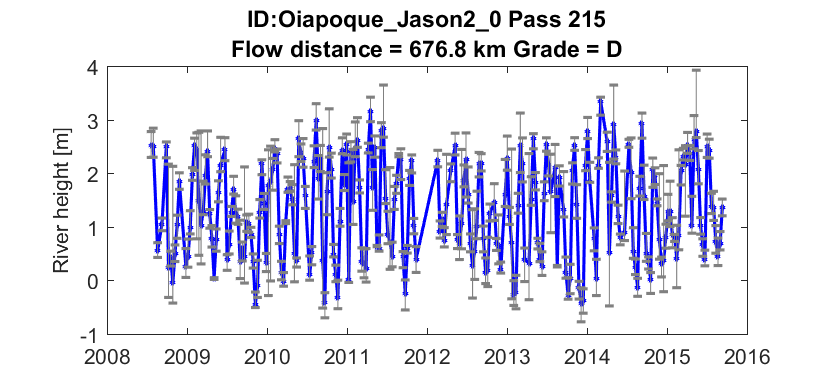 ID:Oiapoque_Jason2_0 Pass 215
Flow distance = 676.8 km Grade = D
River height [m]
4
3
2
1
0
-1
2008 2009 2010 2011 2012 2013 2014 2015 2016